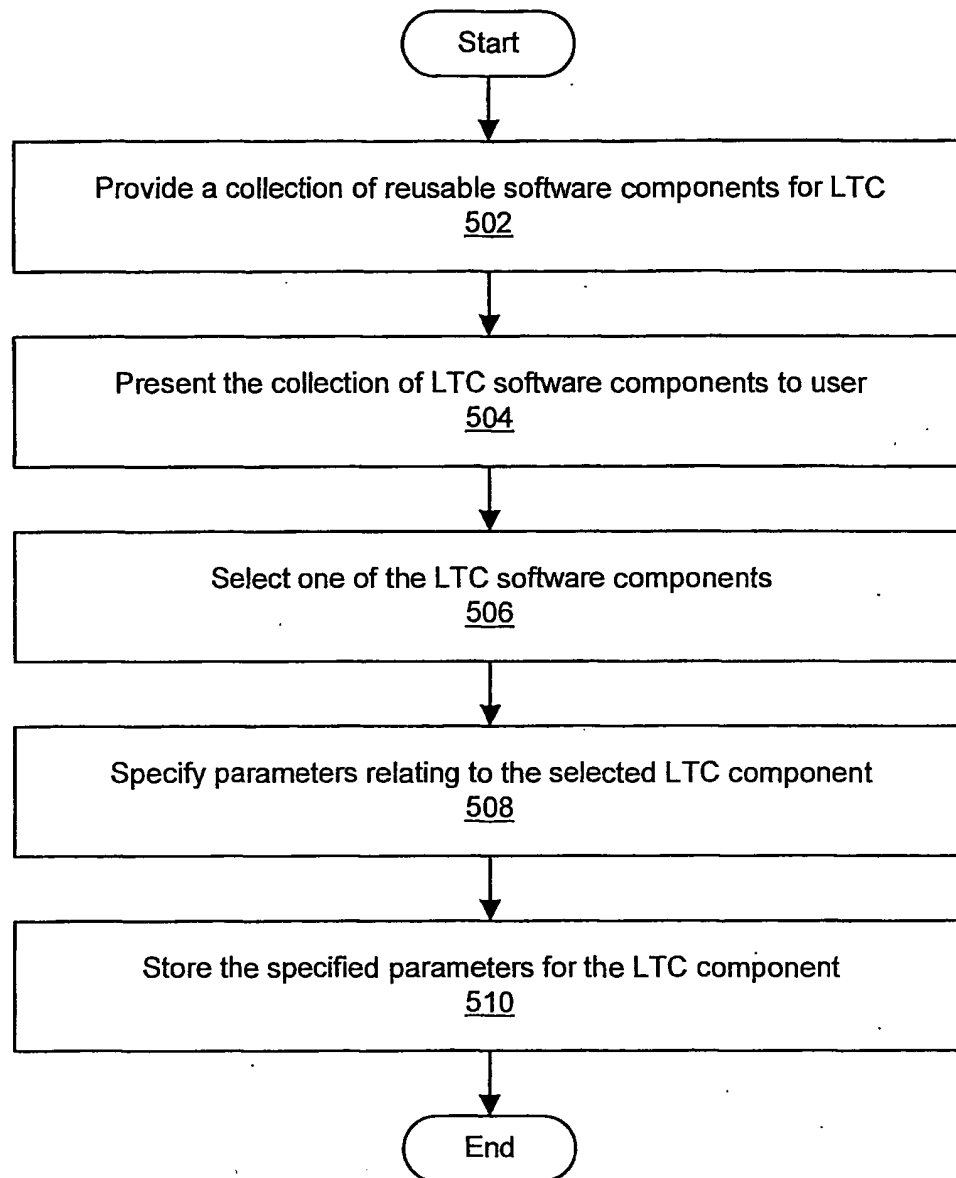 Start
Provide a collection of reusable software components for LTC
502
Present the collection of LTC software components to user
504
Select one of the LTC software components
506
Specify parameters relating to the selected LTC component
508
Store the specified parameters for the LTC component
510
End